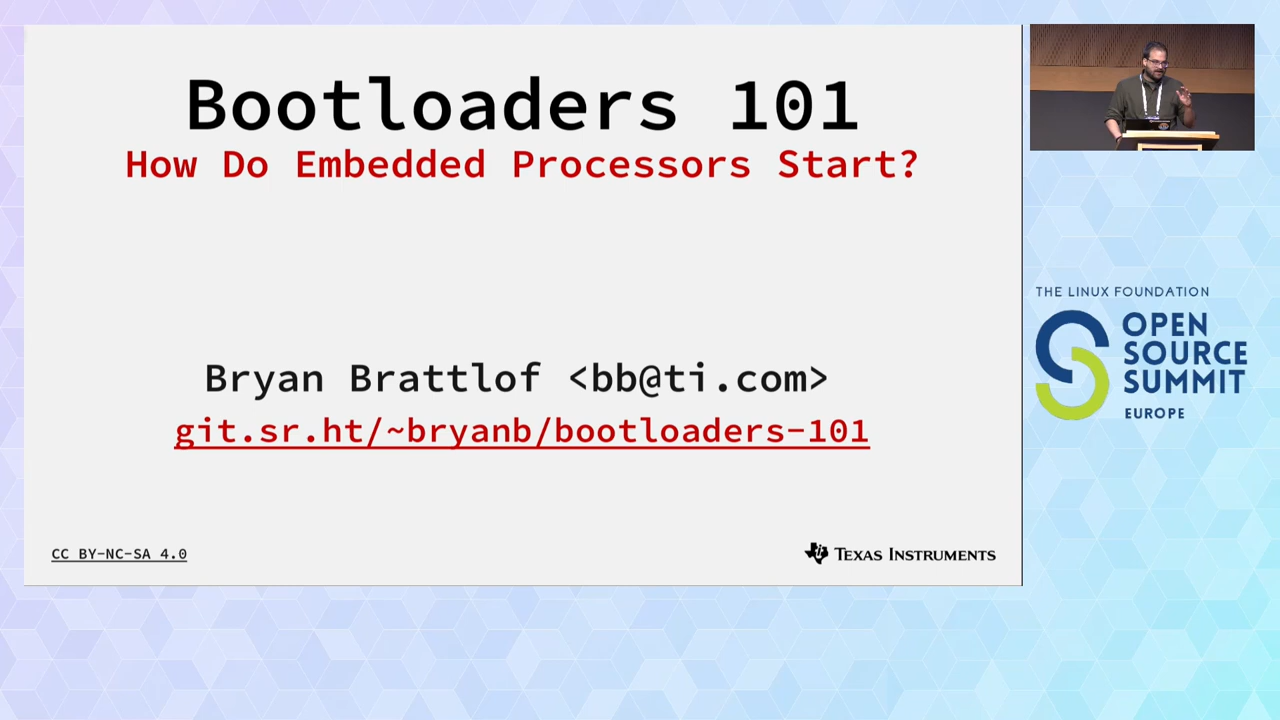 Bootloaders 101
How Do Embedded Processors Start?
Bryan Brattlof <bb@ti.com>
git.sr.ht/~bryanb/bootloaders-101
CC BY-NC-SA 4.0
TEXAS INSTRUMENTS
THE LINUX FOUNDATION
OPEN
SOURCE
SUMMIT
EUROPE